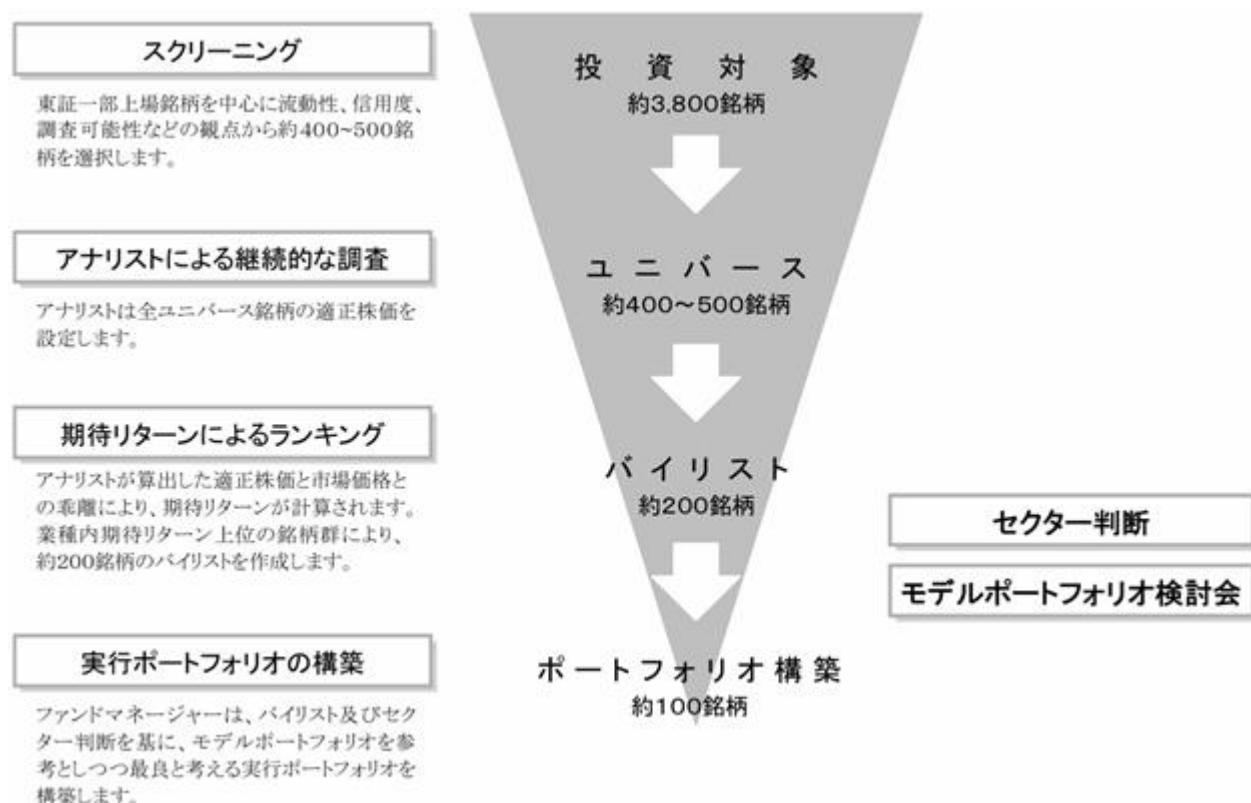 スクリーニング
東証一部上場銘柄を中心に流動性、信用度、
調査可能性などの観点から約400~500銘
柄を選択します。
アナリストによる継続的な調査
アナリストは全ユニバース銘柄の適正株価を
設定します。
期待リターンによるランキング
アナリストが算出した適正株価と市場価格と
の乖離により、期待リターンが計算されます。
業種内期待リターン上位の銘柄群により、
約200銘柄のバイリストを作成します。
実行ポートフォリオの構築
ファンドマネージャーは、バイリスト及びセク
ター判断を基に、モデルポートフォリオを参
考としつつ最良と考える実行ポートフォリオを
構築します。
投資対象
約3,800銘柄
ユニバース
約400～500銘柄
バイリスト
約200銘柄
ポートフォリオ構築
約100銘柄
セクター判断
モデルポートフォリオ検討会